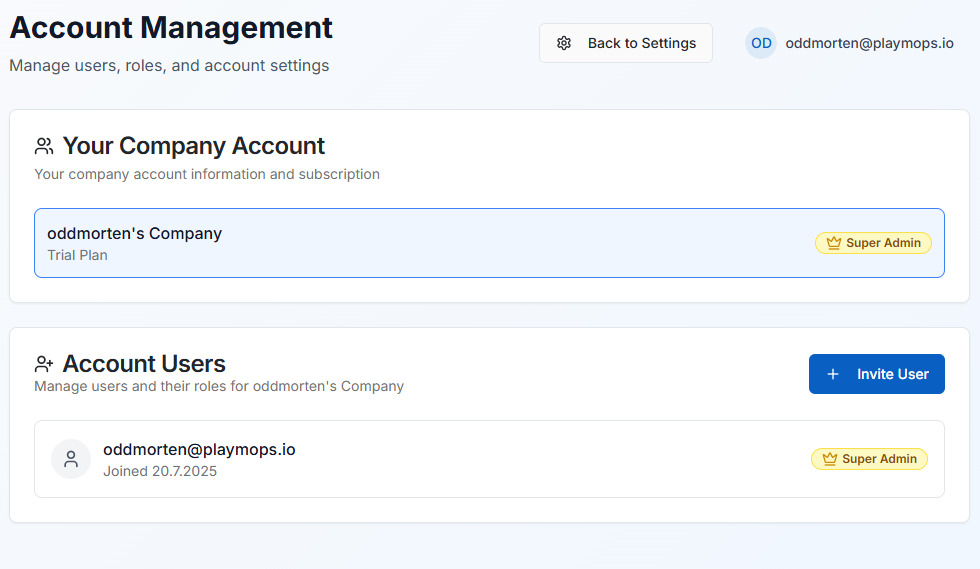 Account Management
Manage users, roles, and account settings
Back to Settings
OD
oddmorten@playmops.io
Your Company Account
Your company account information and subscription
oddmorten's Company
Trial Plan
Super Admin
Account Users
Manage users and their roles for oddmorten's Company
Invite User
oddmorten@playmops.io
Joined 20.7.2025
Super Admin